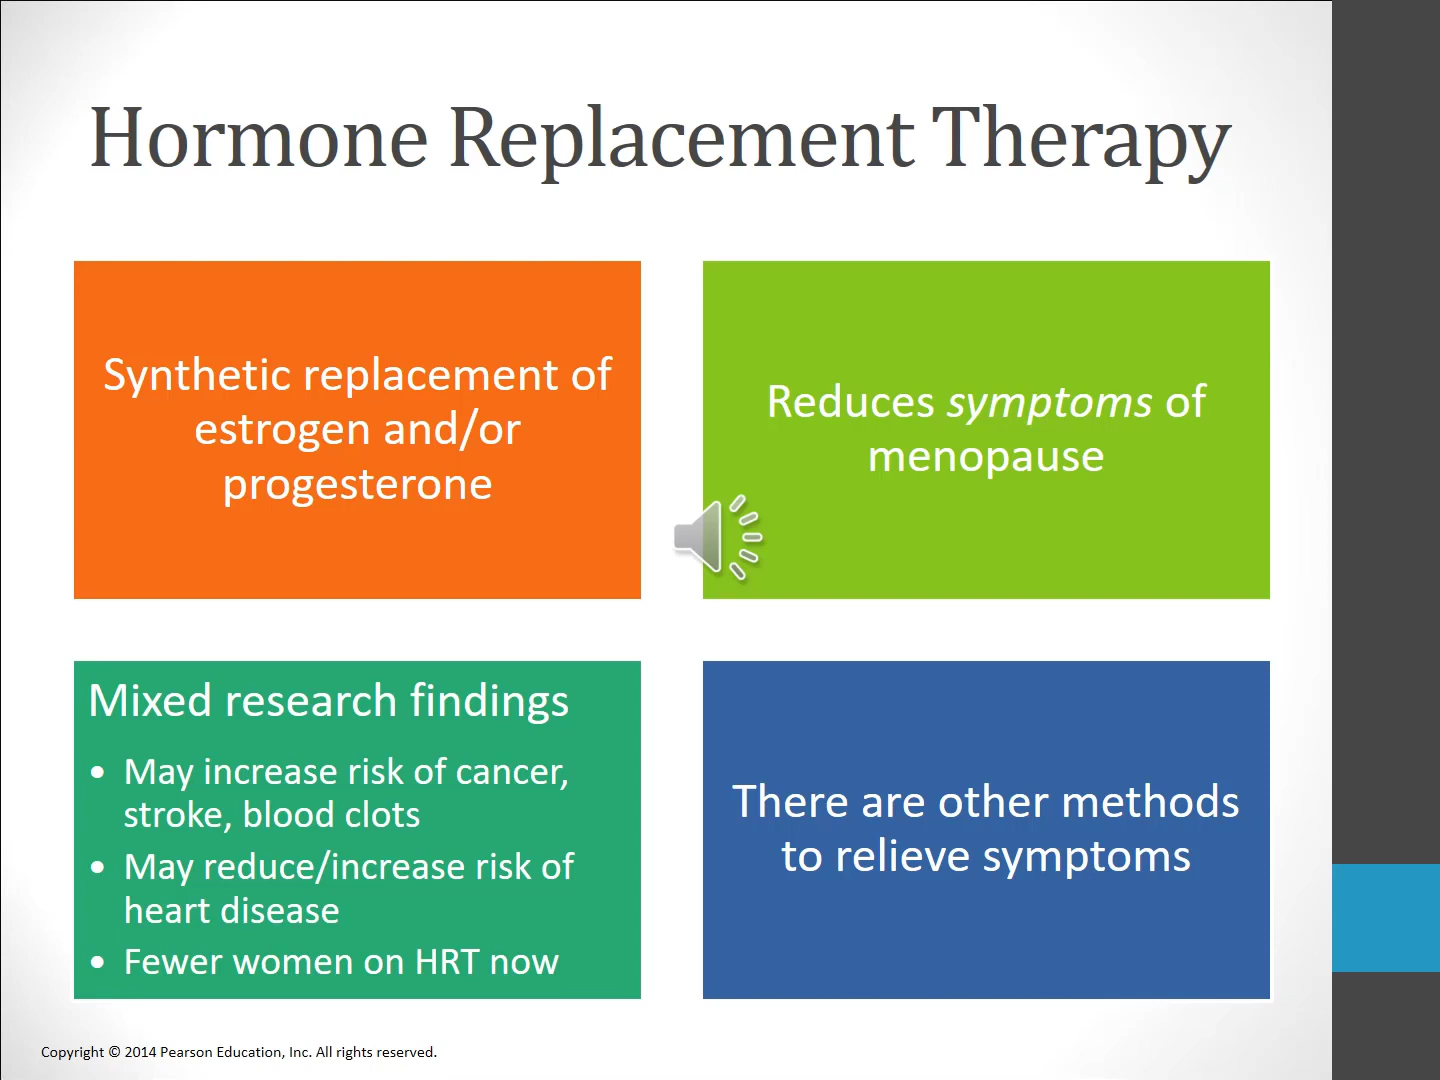 Hormone Replacement Therapy
Synthetic replacement of
estrogen and/or
progesterone
Reduces symptoms of
menopause
Mixed research findings
• May increase risk of cancer,
stroke, blood clots
• May reduce/increase risk of
heart disease
• Fewer women on HRT now
There are other methods
to relieve symptoms
Copyright © 2014 Pearson Education, Inc. All rights reserved.